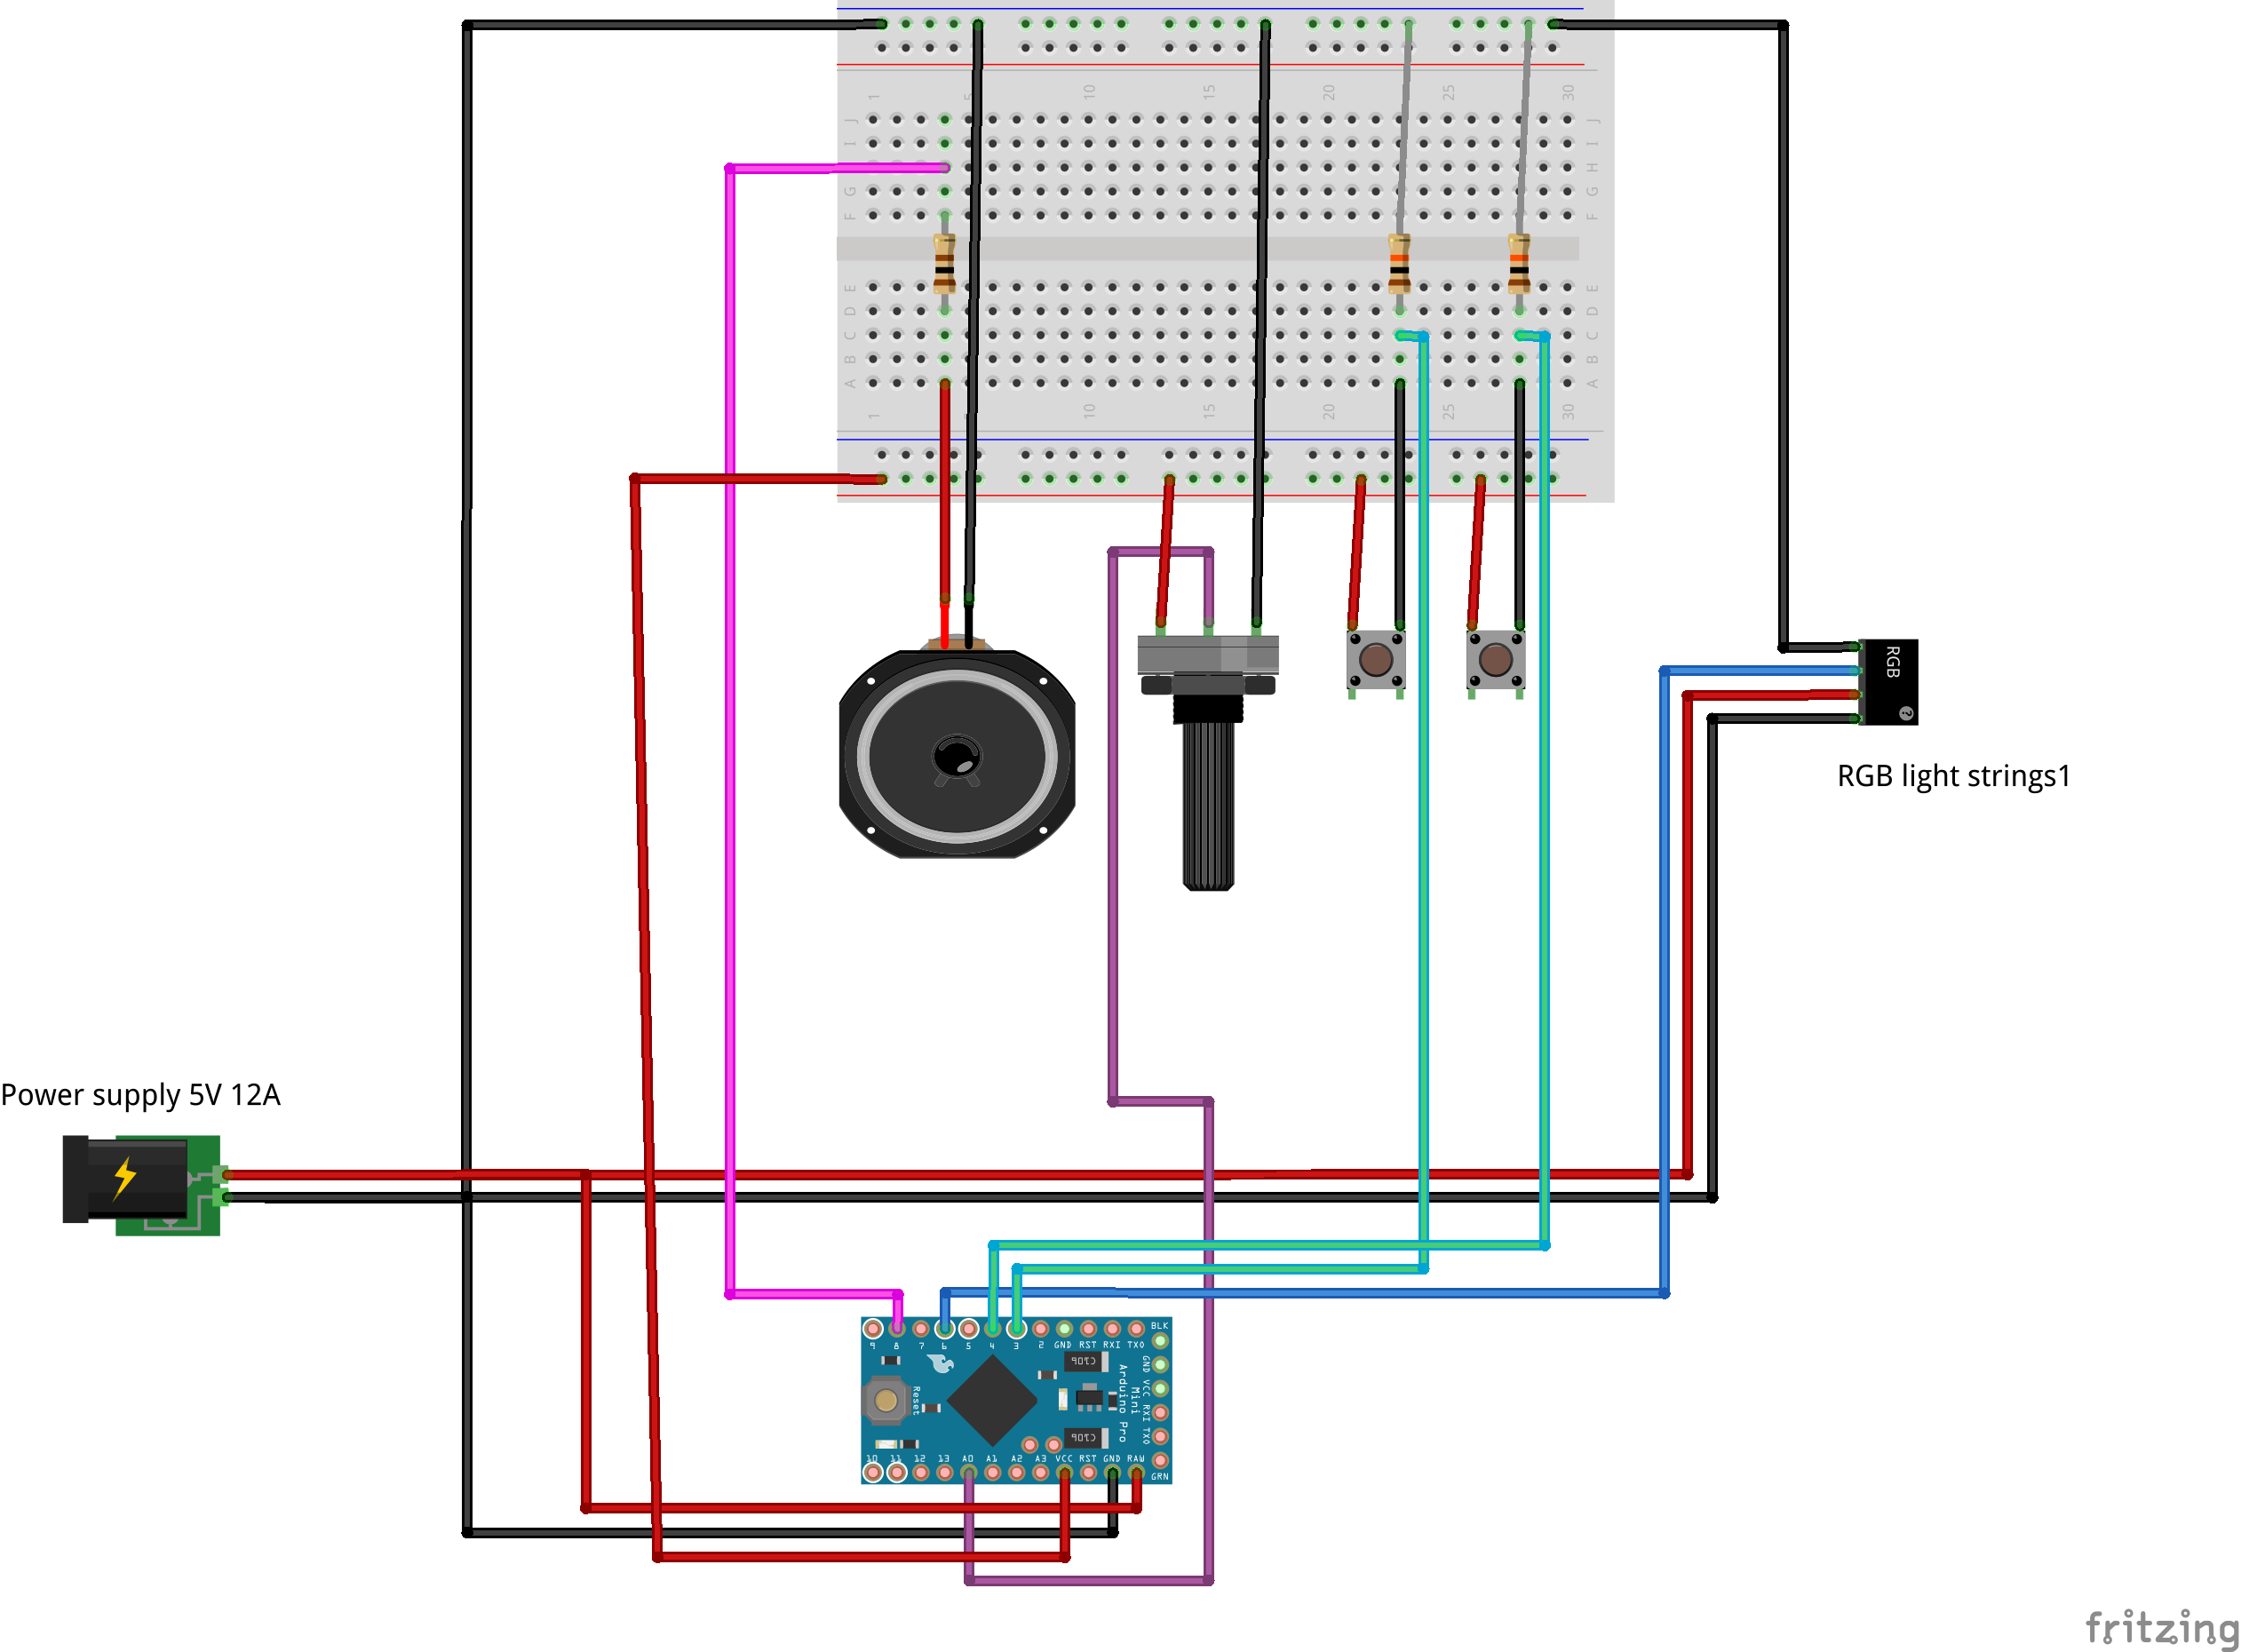 1 5 10 15 20 25 30
J J
I I
H H
G G
F F
E E
D D
C C
B B
A A
1 10 15 20 25 30
RGB
?
RGB light strings1
Power supply 5V 12A
9 8 7 6 5 4 3 2 GND RST RXI TXO
BLK
GND VCC RXI TXO
GRN
Reset
Arduino Pro
Mini
10 11 12 13 A0 A1 A2 A3 VCC RST GND RAW
fritzing